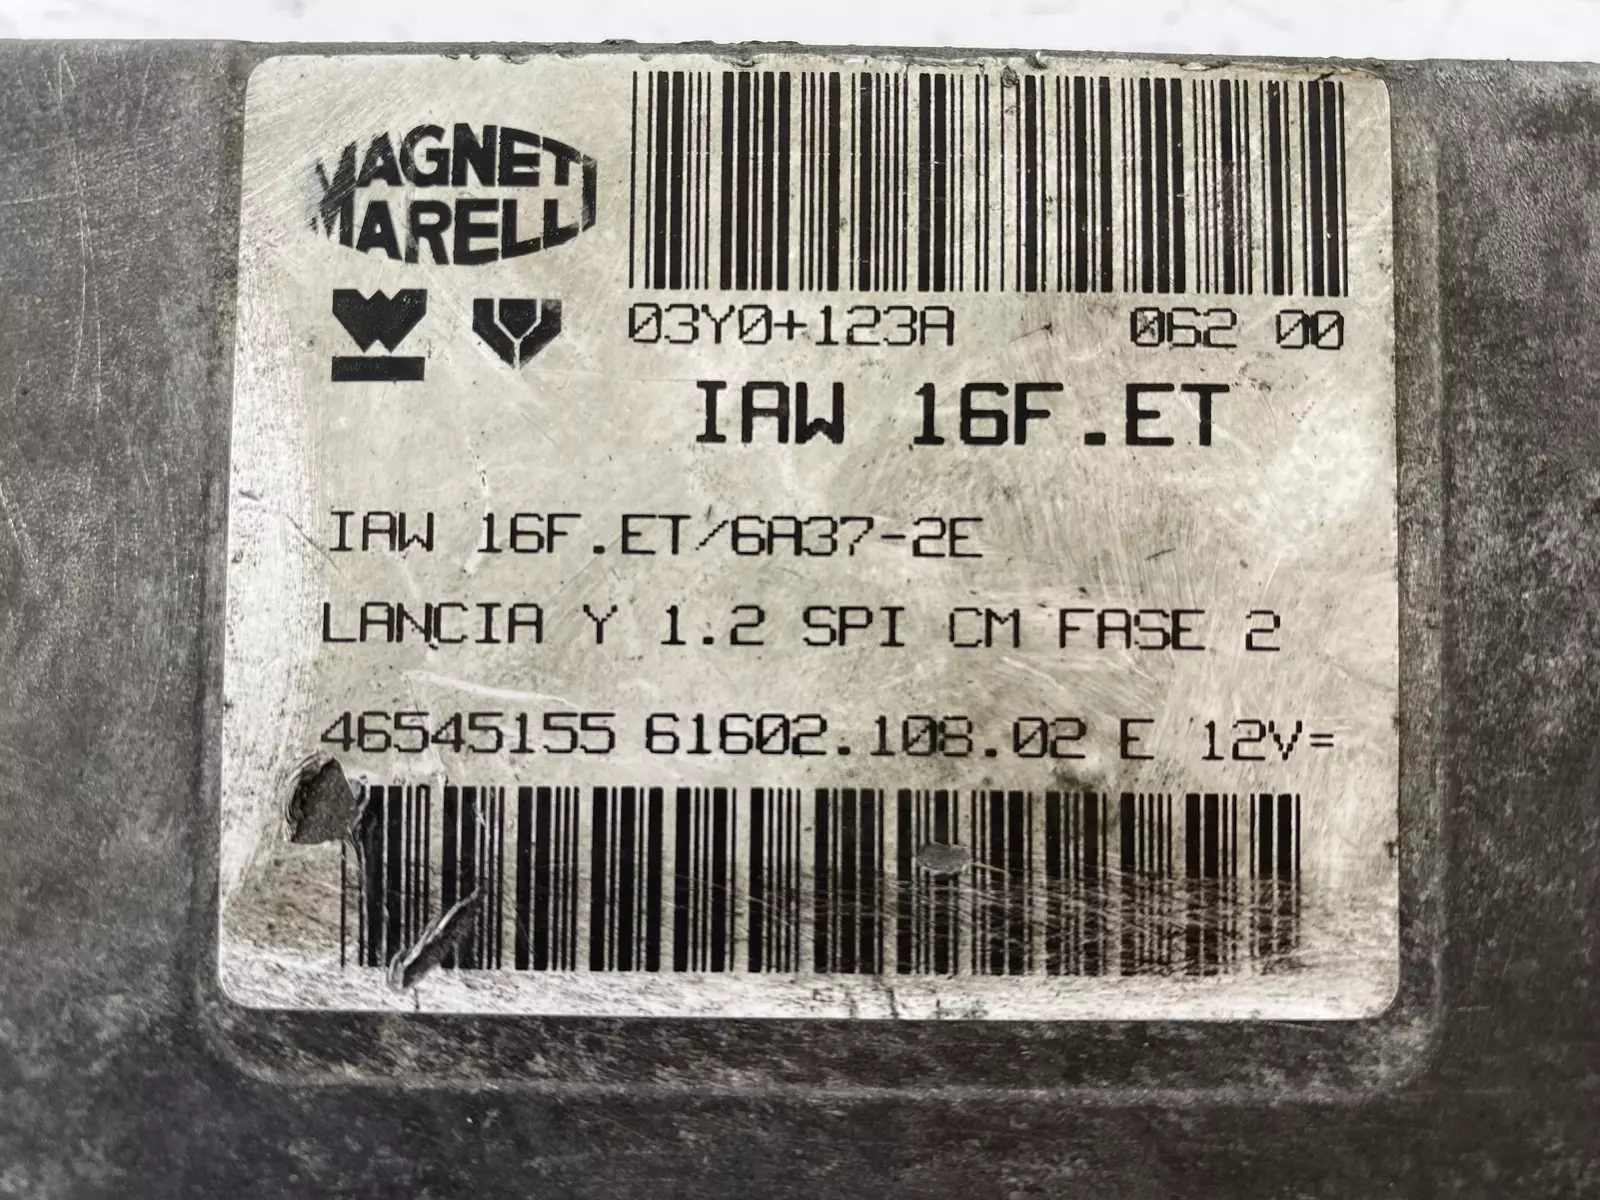 MAGNETI
MARELLI
03Y0+123A 062 00
IAW 16F.ET
IAW 16F.ET/6A37-2E
LANCIA Y 1.2 SPI CM FASE 2
46545155 61602.108.02 E 12V=